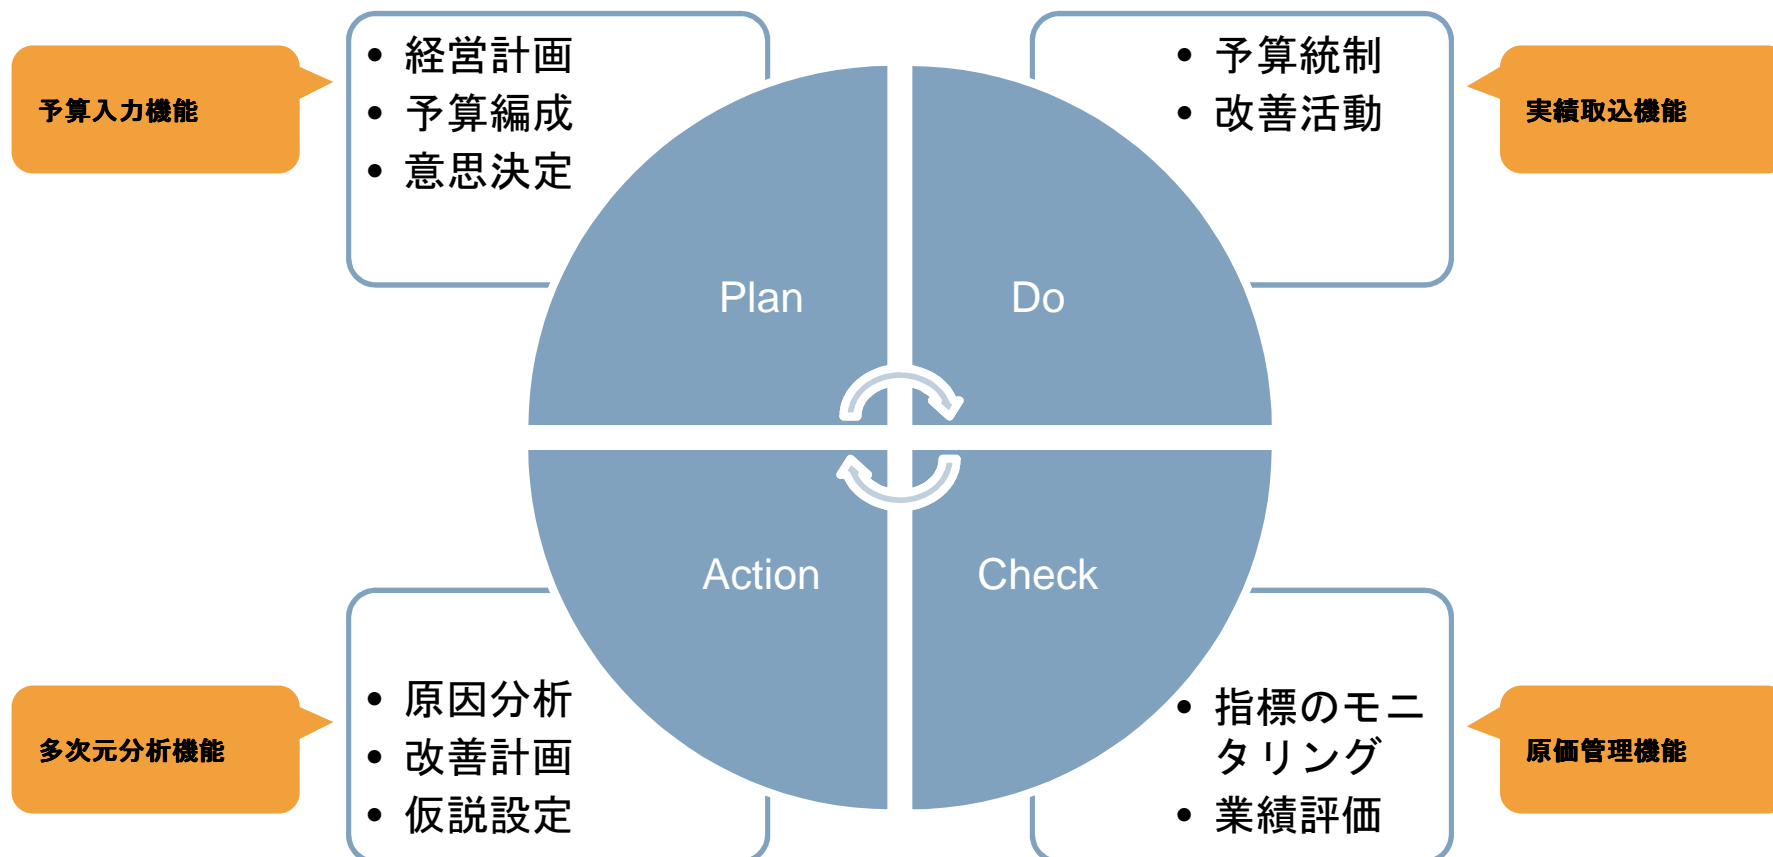 予算入力機能
• 経営計画
• 予算編成
• 意思決定
Plan
• 予算統制
• 改善活動
Do
実績取込機能
多次元分析機能
• 原因分析
• 改善計画
• 仮説設定
Action
Check
• 指標のモニ
タリング
• 業績評価
原価管理機能